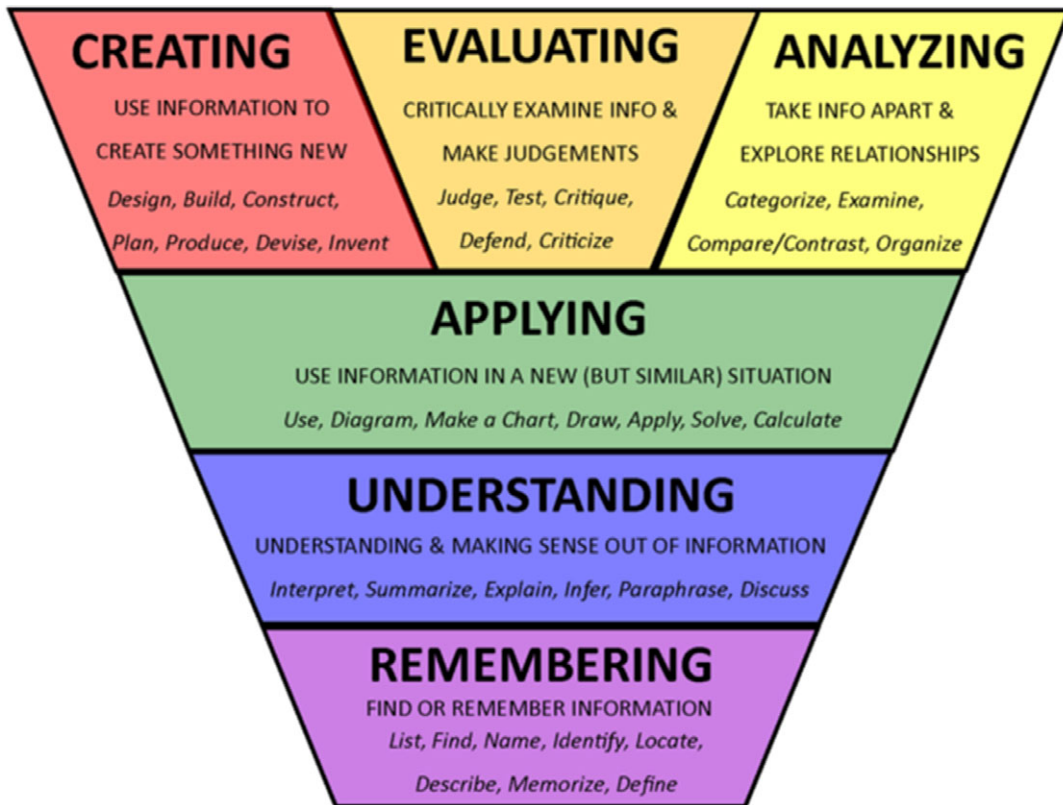 CREATING
USE INFORMATION TO
CREATE SOMETHING NEW
Design, Build, Construct,
Plan, Produce, Devise, Invent
EVALUATING
CRITICALLY EXAMINE INFO &
MAKE JUDGEMENTS
Judge, Test, Critique,
Defend, Criticize
ANALYZING
TAKE INFO APART &
EXPLORE RELATIONSHIPS
Categorize, Examine,
Compare/Contrast, Organize
APPLYING
USE INFORMATION IN A NEW (BUT SIMILAR) SITUATION
Use, Diagram, Make a Chart, Draw, Apply, Solve, Calculate
UNDERSTANDING
UNDERSTANDING & MAKING SENSE OUT OF INFORMATION
Interpret, Summarize, Explain, Infer, Paraphrase, Discuss
REMEMBERING
FIND OR REMEMBER INFORMATION
List, Find, Name, Identify, Locate,
Describe, Memorize, Define